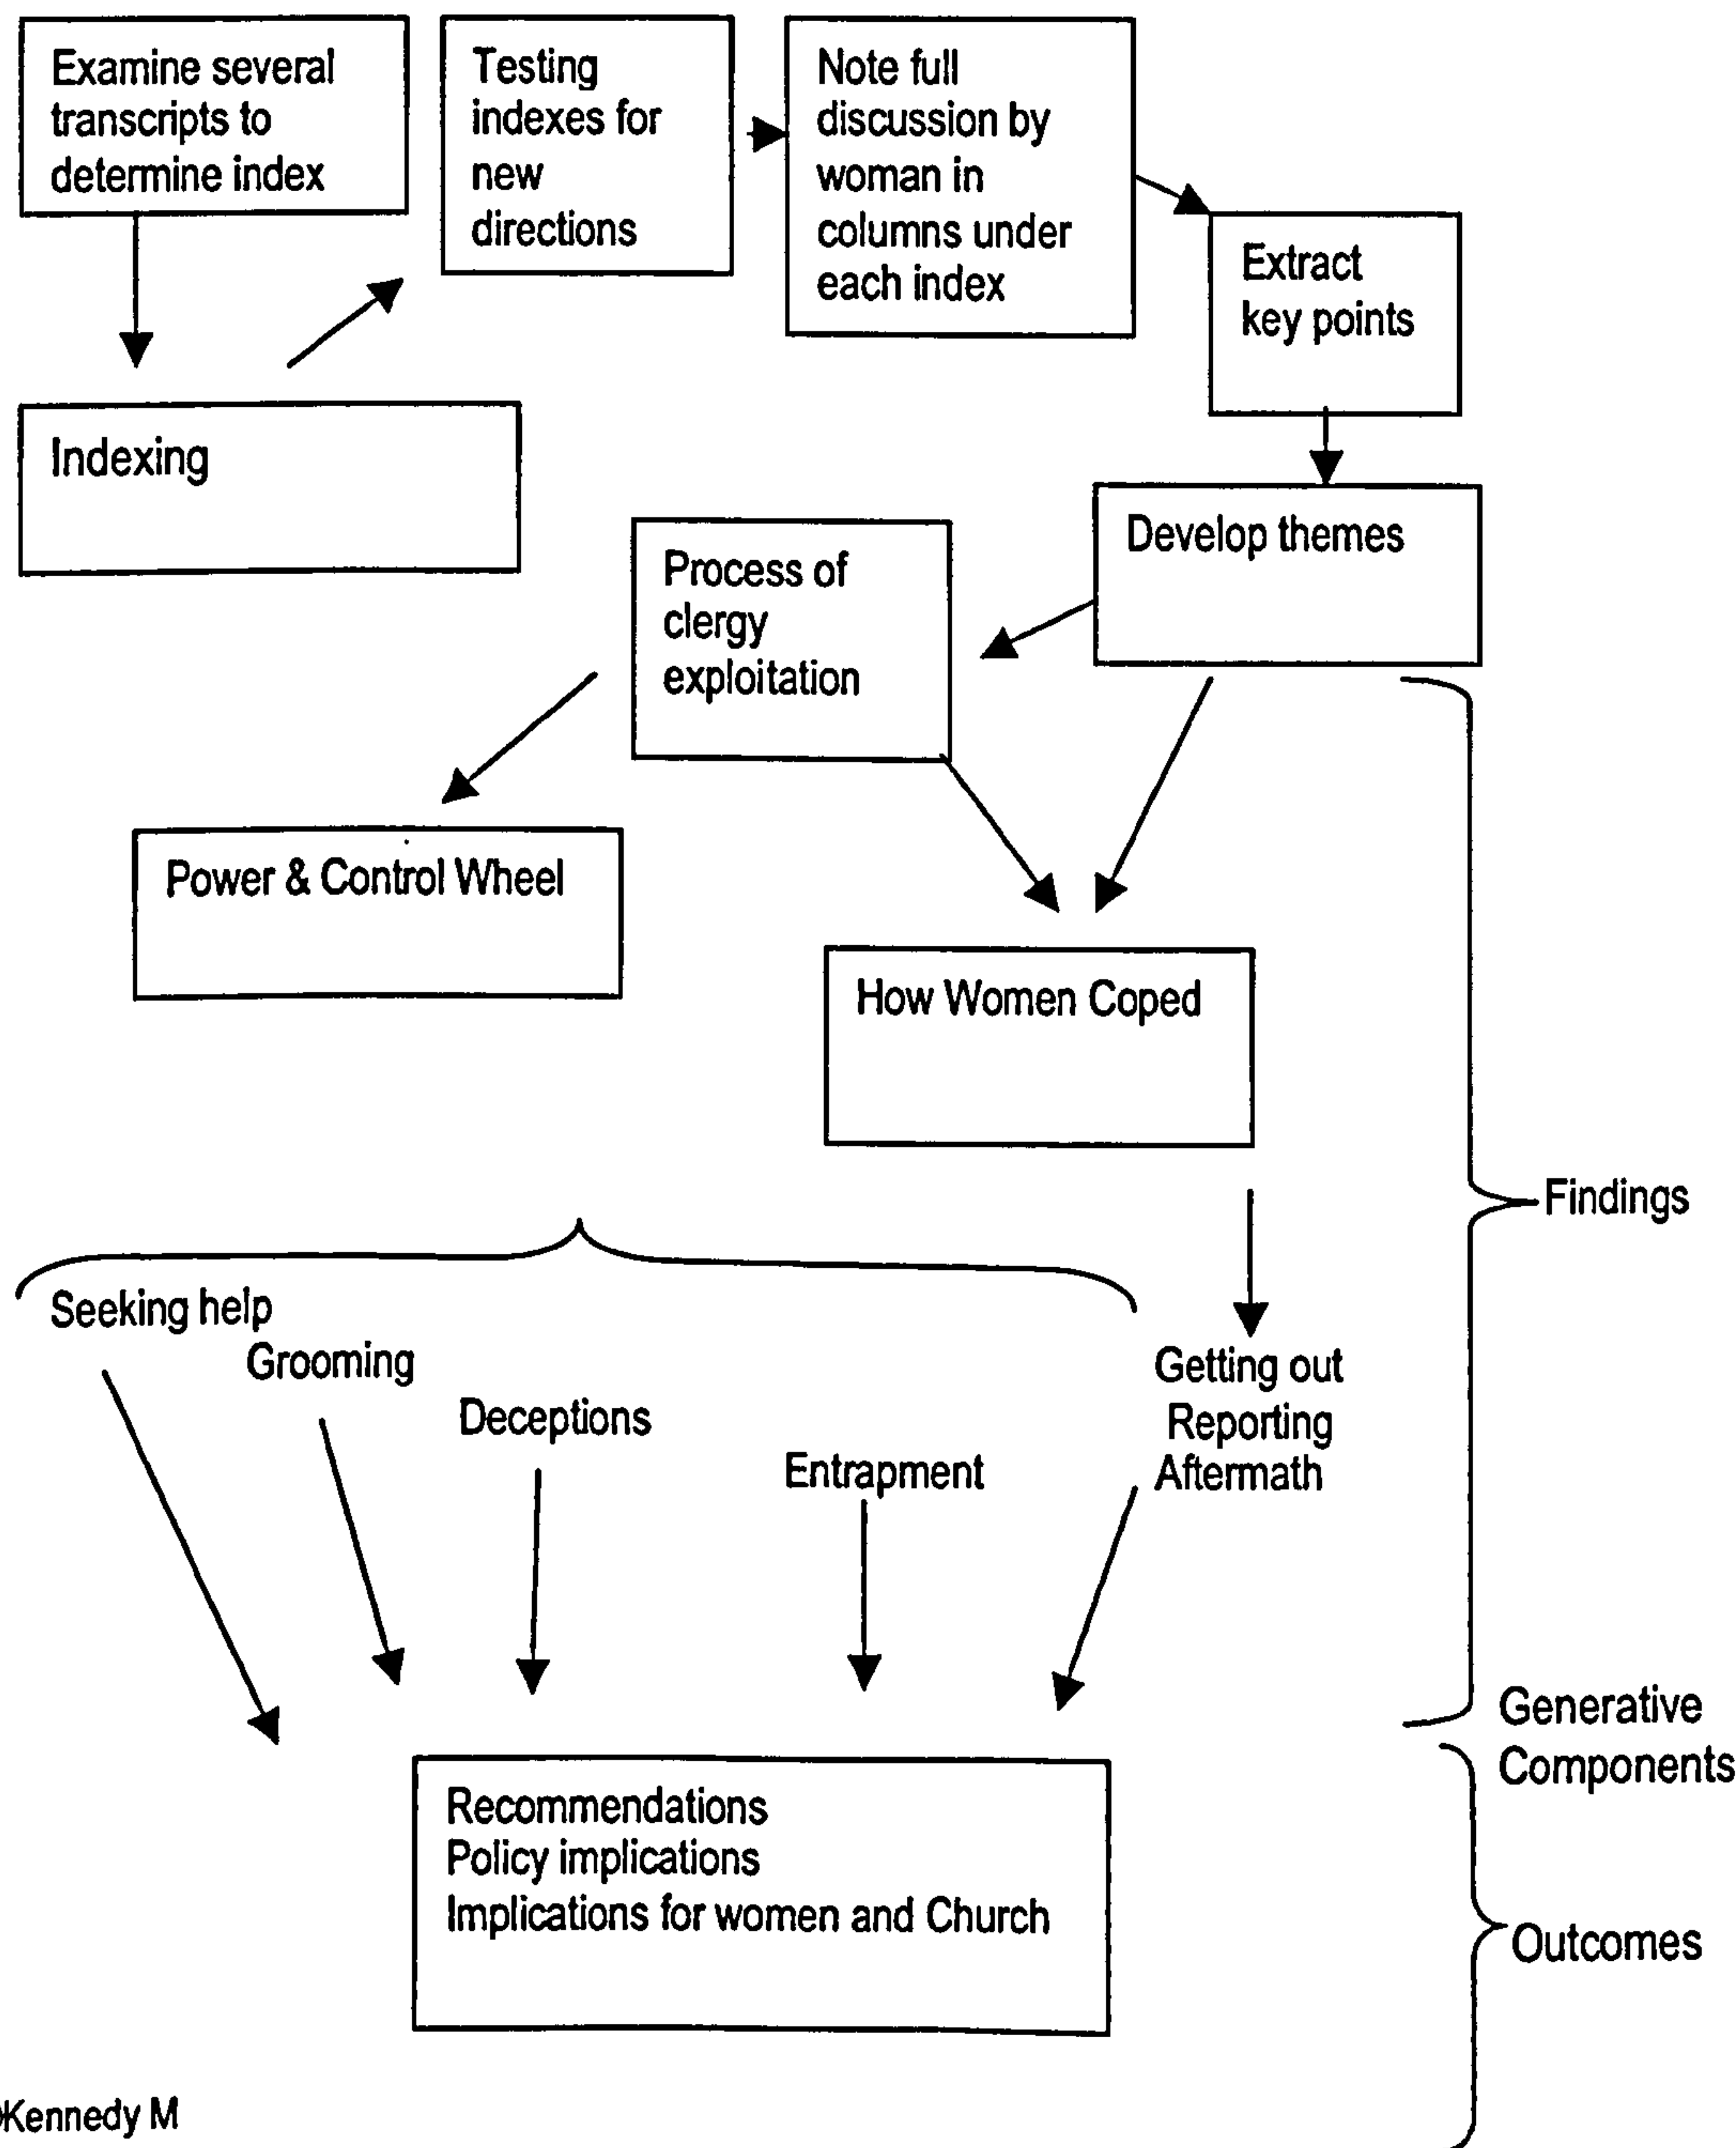 Examine several
transcripts to
determine index
Testing
indexes for
new
directions
Note full
discussion by
woman in
columns under
each index
Extract
key points
Indexing
Develop themes
Process of
clergy
exploitation
Power & Control Wheel
How Women Coped
Findings
Seeking help
Grooming
Deceptions
Entrapment
Getting out
Reporting
Aftermath
Generative
Components
Recommendations
Policy implications
Implications for women and Church
Outcomes
Kennedy M